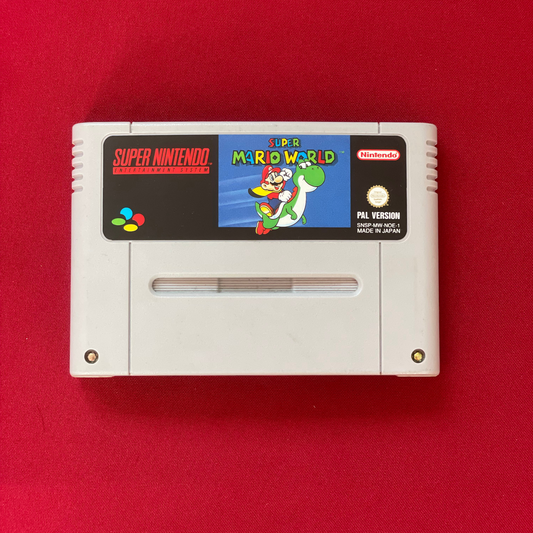 SUPER NINTENDO
ENTERTAINMENT SYSTEM
SUPER
MARIO WORLD
Nintendo
PAL VERSION
SNSP-MW-NOE-1
MADE IN JAPAN